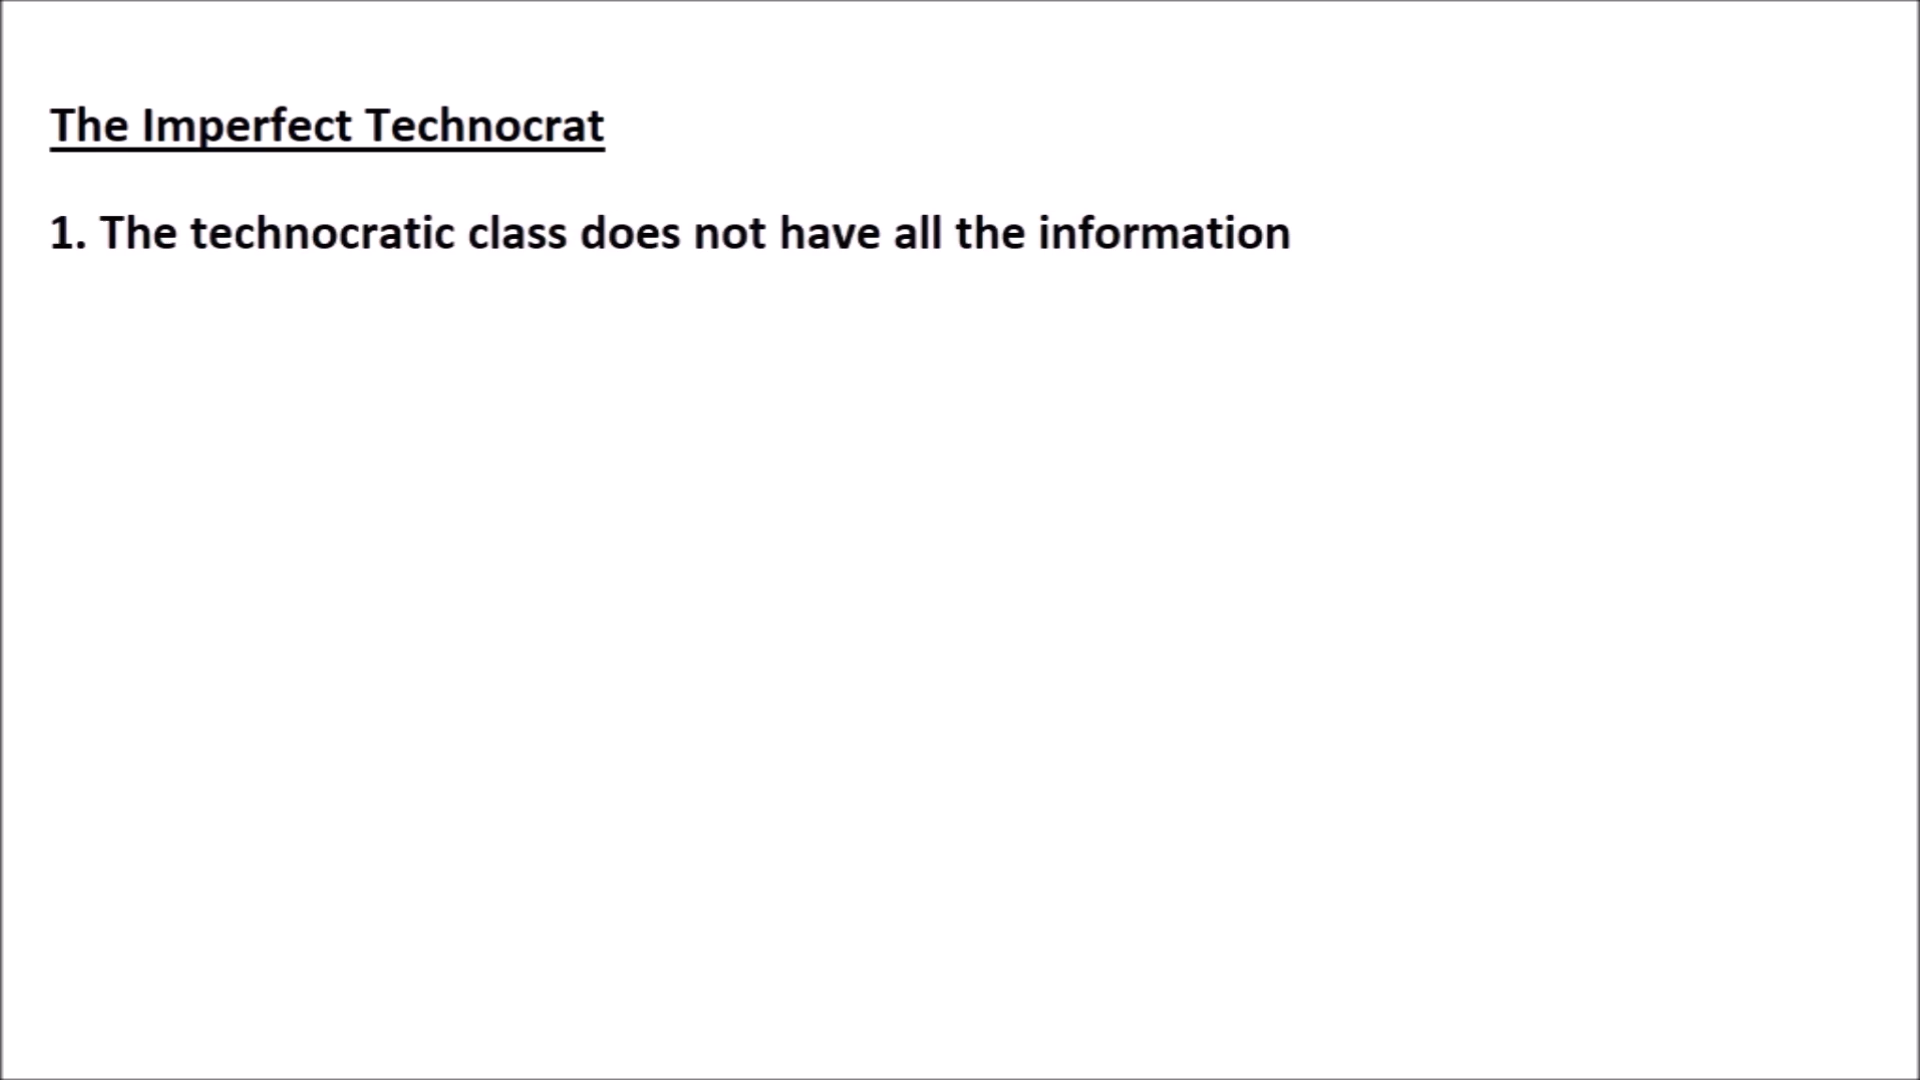 The Imperfect Technocrat
1. The technocratic class does not have all the information